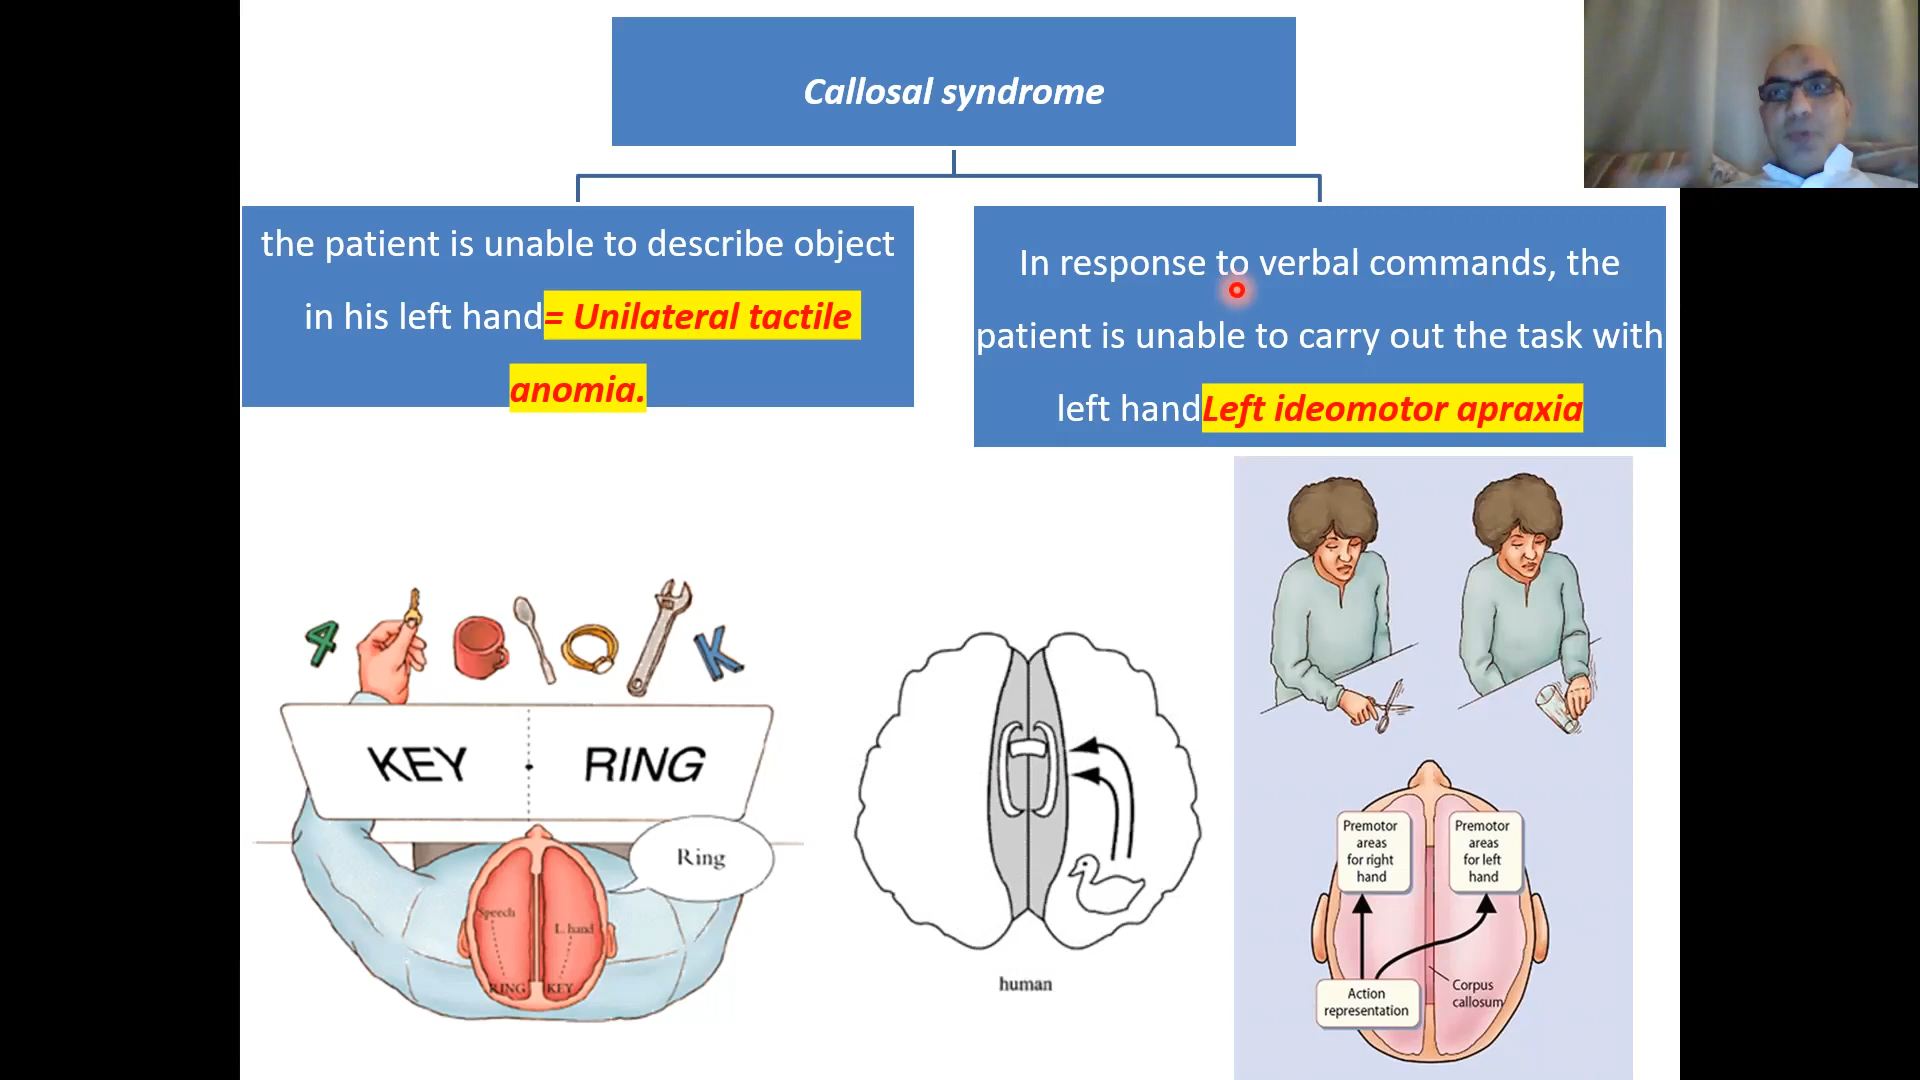 Callosal syndrome
the patient is unable to describe object
in his left hand= Unilateral tactile
anomia.
In response to verbal commands, the
patient is unable to carry out the task with
left handLeft ideomotor apraxia
4
K
KEY
RING
Ring
Speech
L. hand
RING
KEY
human
Premotor
areas
for right
hand
Premotor
areas
for left
hand
Action
representation
Corpus
callosum